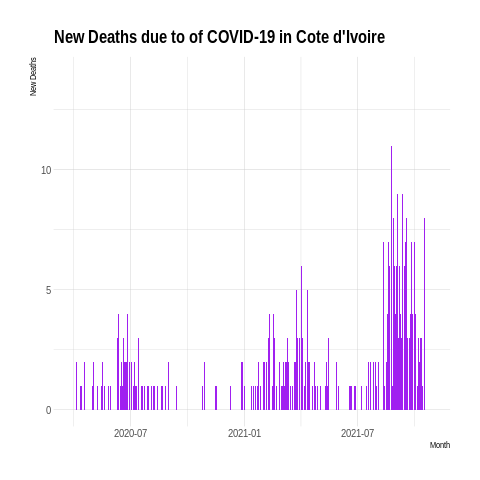 New Deaths due to of COVID-19 in Cote d'Ivoire
New Deaths
10
5
0
2020-07
2021-01
2021-07
Month